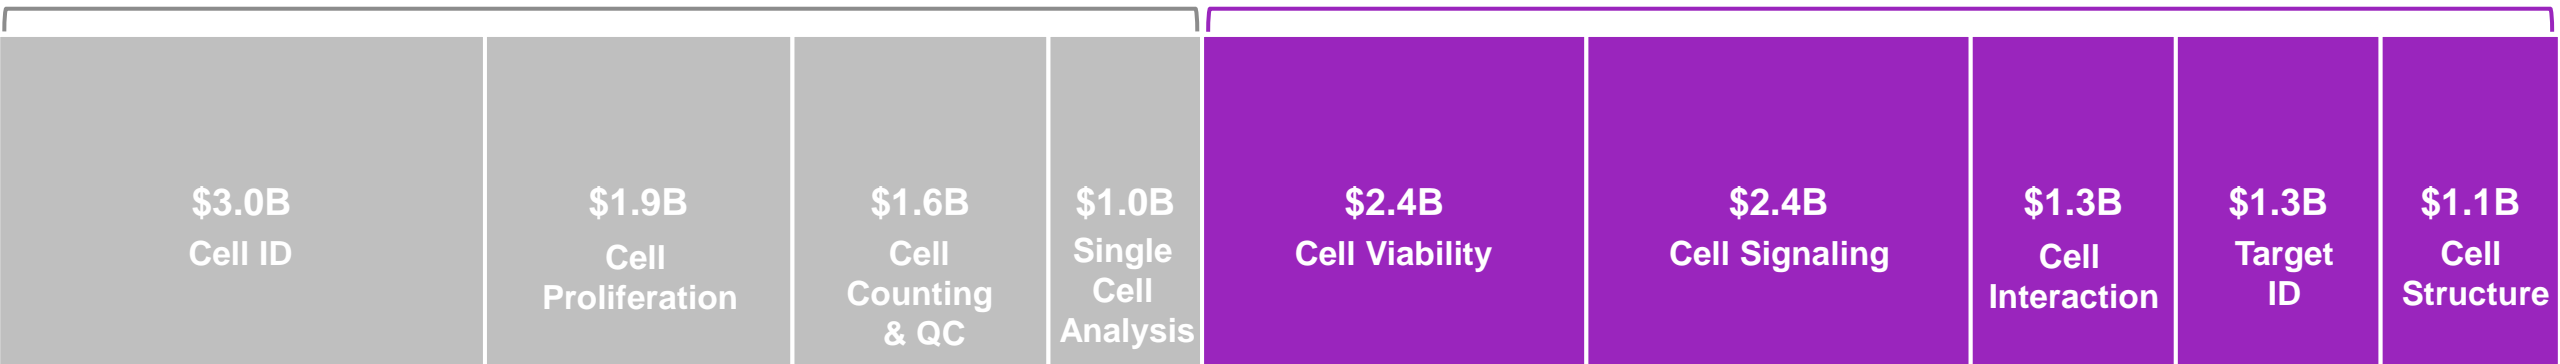 $3.0B
Cell ID
$1.9B
Cell
Proliferation
$1.6B
Cell
Counting
& QC
$1.0B
Single
Cell
Analysis
$2.4B
Cell Viability
$2.4B
Cell Signaling
$1.3B
Cell
Interaction
$1.3B
Target
ID
$1.1B
Cell
Structure